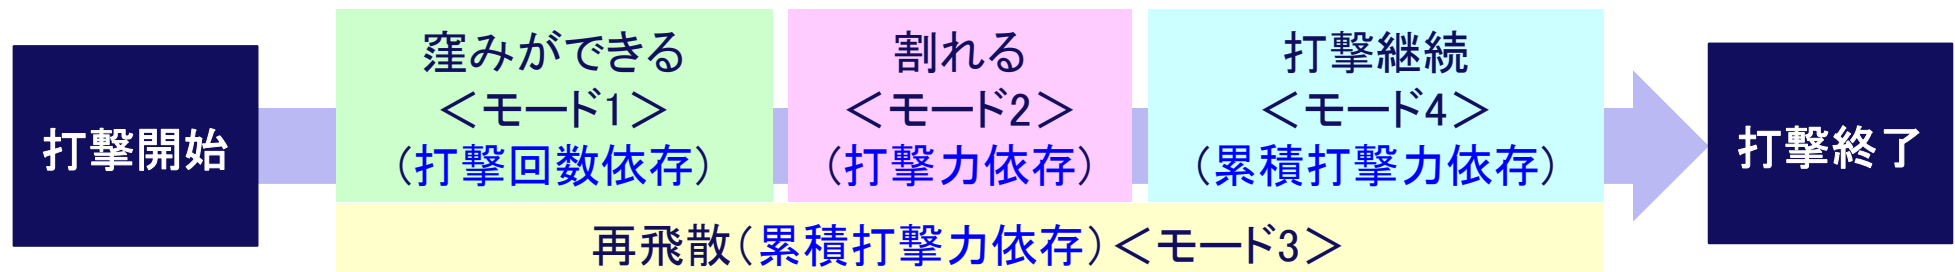 打撃開始
窪みができる
＜モード1＞
（打撃回数依存）
割れる
＜モード2＞
（打撃力依存）
打撃継続
＜モード4＞
（累積打撃力依存）
再飛散（累積打撃力依存）＜モード3＞
打撃終了